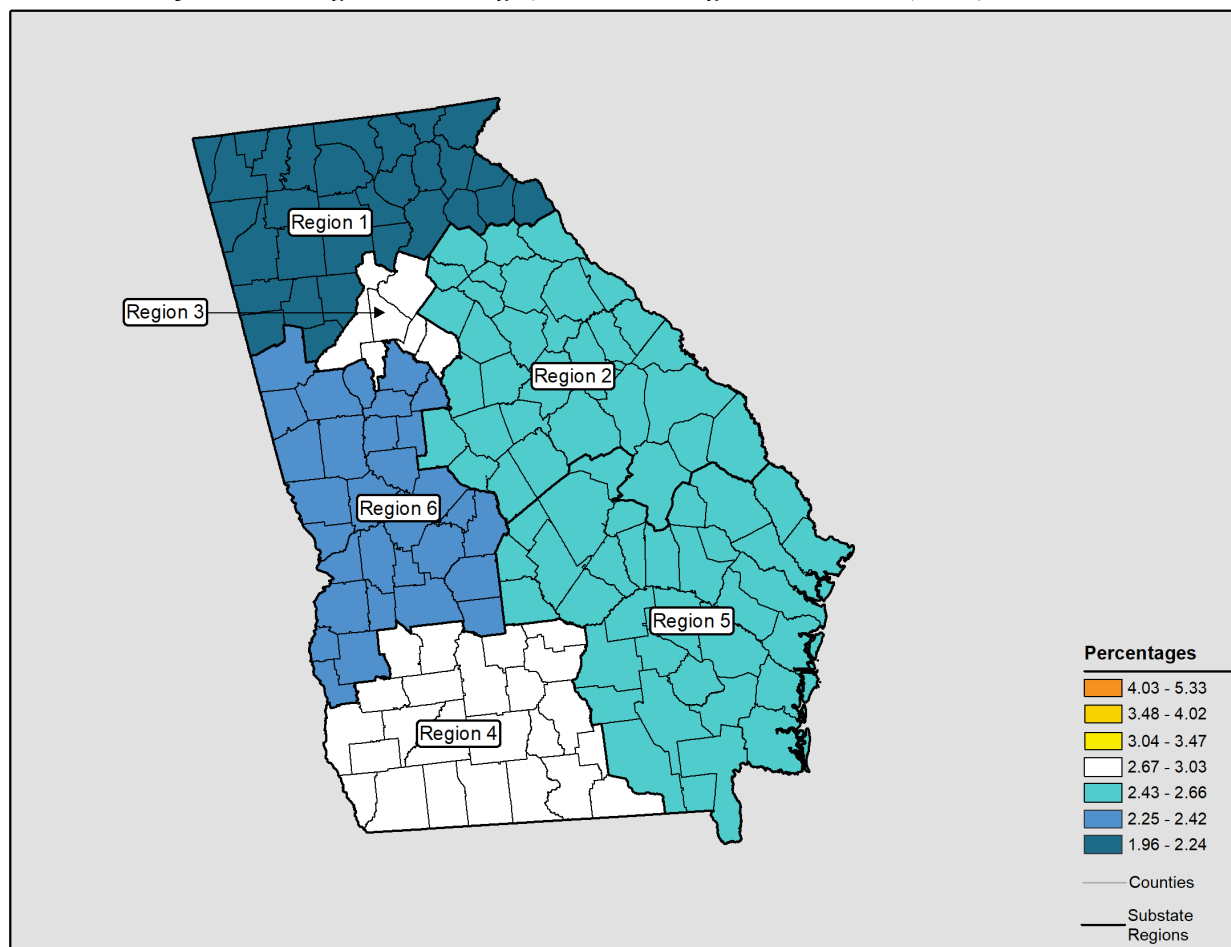 Region 1
Region 3
Region 2
Region 6
Region 5
Region 4
Percentages
4.03 - 5.33
3.48 - 4.02
3.04 - 3.47
2.67 - 3.03
2.43 - 2.66
2.25 - 2.42
1.96 - 2.24
Counties
Substate
Regions